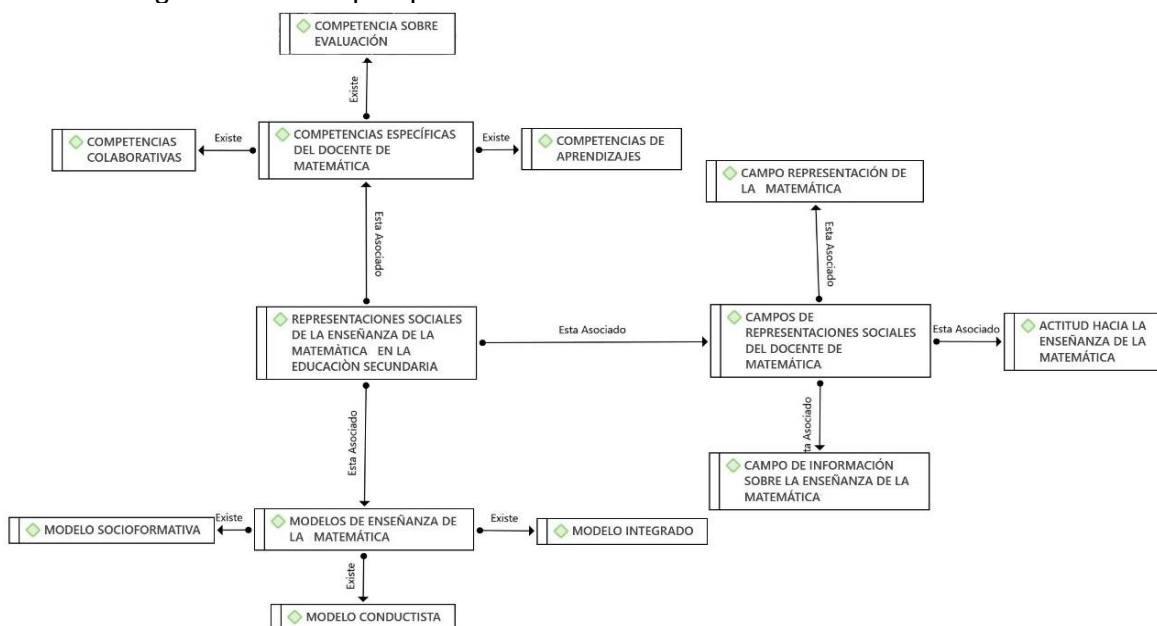 COMPETENCIA SOBRE
EVALUACIÓN
Existe
COMPETENCIAS
COLABORATIVAS
Existe
COMPETENCIAS ESPECÍFICAS
DEL DOCENTE DE
MATEMÁTICA
Existe
COMPETENCIAS DE
APRENDIZAJES
CAMPO REPRESENTACIÓN DE
LA MATEMÁTICA
Esta Asociado
Esta Asociado
REPRESENTACIONES SOCIALES
DE LA ENSEÑANZA DE LA
MATEMÀTICA EN LA
EDUCACIÒN SECUNDARIA
Esta Asociado
CAMPOS DE
REPRESENTACIONES SOCIALES
DEL DOCENTE DE
MATEMÁTICA
Esta Asociado
ACTITUD HACIA LA
ENSEÑANZA DE LA
MATEMÁTICA
Esta Asociado
ta Asociado
CAMPO DE INFORMACIÓN
SOBRE LA ENSEÑANZA DE LA
MATEMÁTICA
MODELO SOCIOFORMATIVA
Existe
MODELOS DE ENSEÑANZA DE
LA MATEMÁTICA
Existe
MODELO INTEGRADO
Existe
MODELO CONDUCTISTA